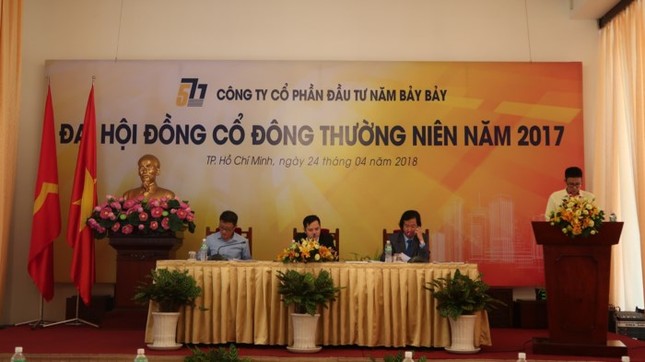 577 CÔNG TY CỔ PHẦN ĐẦU TƯ NĂM BẢY BẢY
ĐẠI HỘI ĐỒNG CỔ ĐÔNG THƯỜNG NIÊN NĂM 2017
TP. Hồ Chí Minh, ngày 24 tháng 04 năm 2018